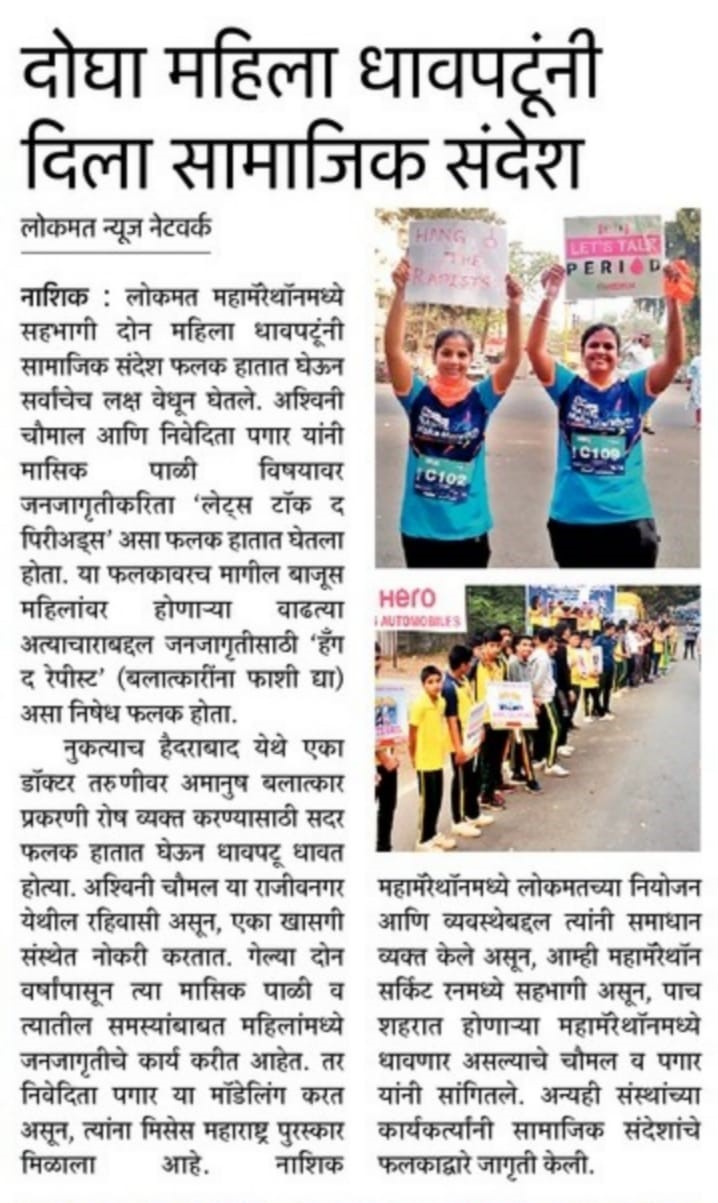 दोघा महिला धावपटूंनी
दिला सामाजिक संदेश
लोकमत न्यूज नेटवर्क
नाशिक : लोकमत महामॅरेथॉनमध्ये
सहभागी दोन महिला धावपटूंनी
सामाजिक संदेश फलक हातात घेऊन
सर्वांचेच लक्ष वेधून घेतले. अश्विनी
चौमाल आणि निवेदिता पगार यांनी
मासिक पाळी विषयावर
जनजागृतीकरिता ‘लेट्स टॉक द
पिरीअड्स’ असा फलक हातात घेतला
होता. या फलकावरच मागील बाजूस
महिलांवर होणाऱ्या वाढत्या
अत्याचाराबद्दल जनजागृतीसाठी ‘हँग
द रेपीस्ट’ (बलात्कारींना फाशी द्या)
असा निषेध फलक होता.
नुकत्याच हैदराबाद येथे एका
डॉक्टर तरुणीवर अमानुष बलात्कार
प्रकरणी रोष व्यक्त करण्यासाठी सदर
फलक हातात घेऊन धावपटू धावत
होत्या. अश्विनी चौमल या राजीवनगर
येथील रहिवासी असून, एका खासगी
संस्थेत नोकरी करतात. गेल्या दोन
वर्षांपासून त्या मासिक पाळी व
त्यातील समस्यांबाबत महिलांमध्ये
जनजागृतीचे कार्य करीत आहेत. तर
निवेदिता पगार या मॉडेलिंग करत
असून, त्यांना मिसेस महाराष्ट्र पुरस्कार
मिळाला आहे. नाशिक
HANG
THE
RAPISTS
LET'S TALK
PERIOD
C102
C109
Hero
AUTOMOBILES
महामॅरेथॉनमध्ये लोकमतच्या नियोजन
आणि व्यवस्थेबद्दल त्यांनी समाधान
व्यक्त केले असून, आम्ही महामॅरेथॉन
सर्किट रनमध्ये सहभागी असून, पाच
शहरात होणाऱ्या महामॅरेथॉनमध्ये
धावणार असल्याचे चौमल व पगार
यांनी सांगितले. अन्यही संस्थांच्या
कार्यकर्त्यांनी सामाजिक संदेशांचे
फलकाद्वारे जागृती केली.